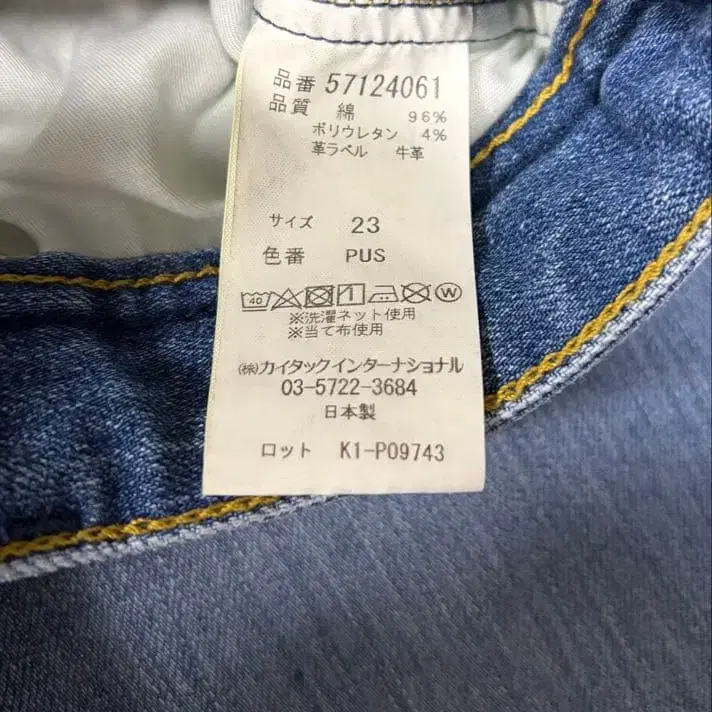 品番 57124061
品質 綿 96%
ポリウレタン 4%
革ラベル 牛革
サイズ 23
色番 PUS
40 W
※洗濯ネット使用
※当て布使用
㈱カイタックインターナショナル
03-5722-3684
日本製
ロット K1-P09743